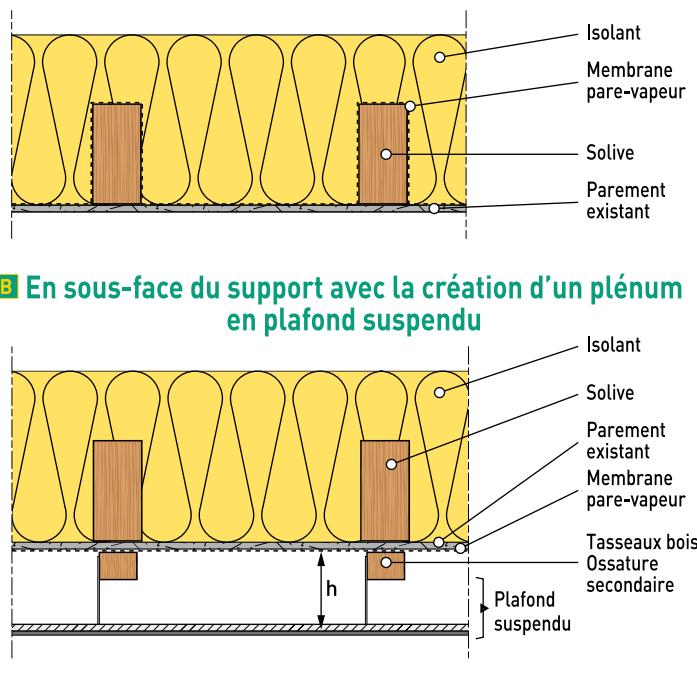 Isolant
Membrane
pare-vapeur
Solive
Parement
existant
B En sous-face du support avec la création d'un plénum
en plafond suspendu
Isolant
Solive
Parement
existant
Membrane
pare-vapeur
Tasseaux bois
Ossature
secondaire
h
Plafond
suspendu